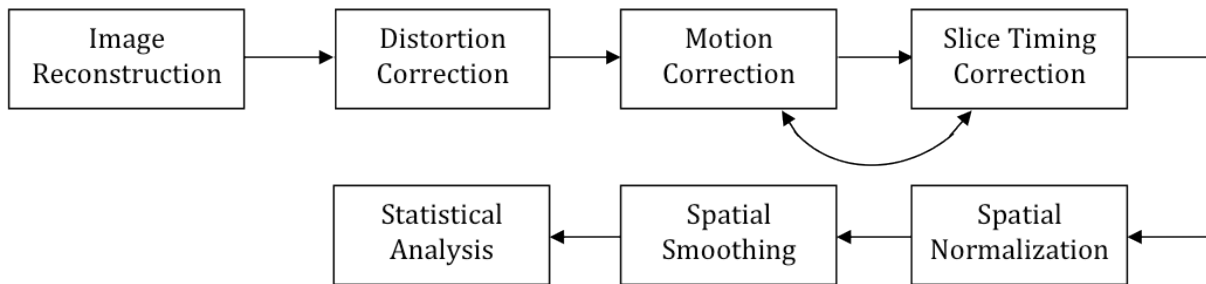 Image
Reconstruction
Distortion
Correction
Motion
Correction
Slice Timing
Correction
Statistical
Analysis
Spatial
Smoothing
Spatial
Normalization